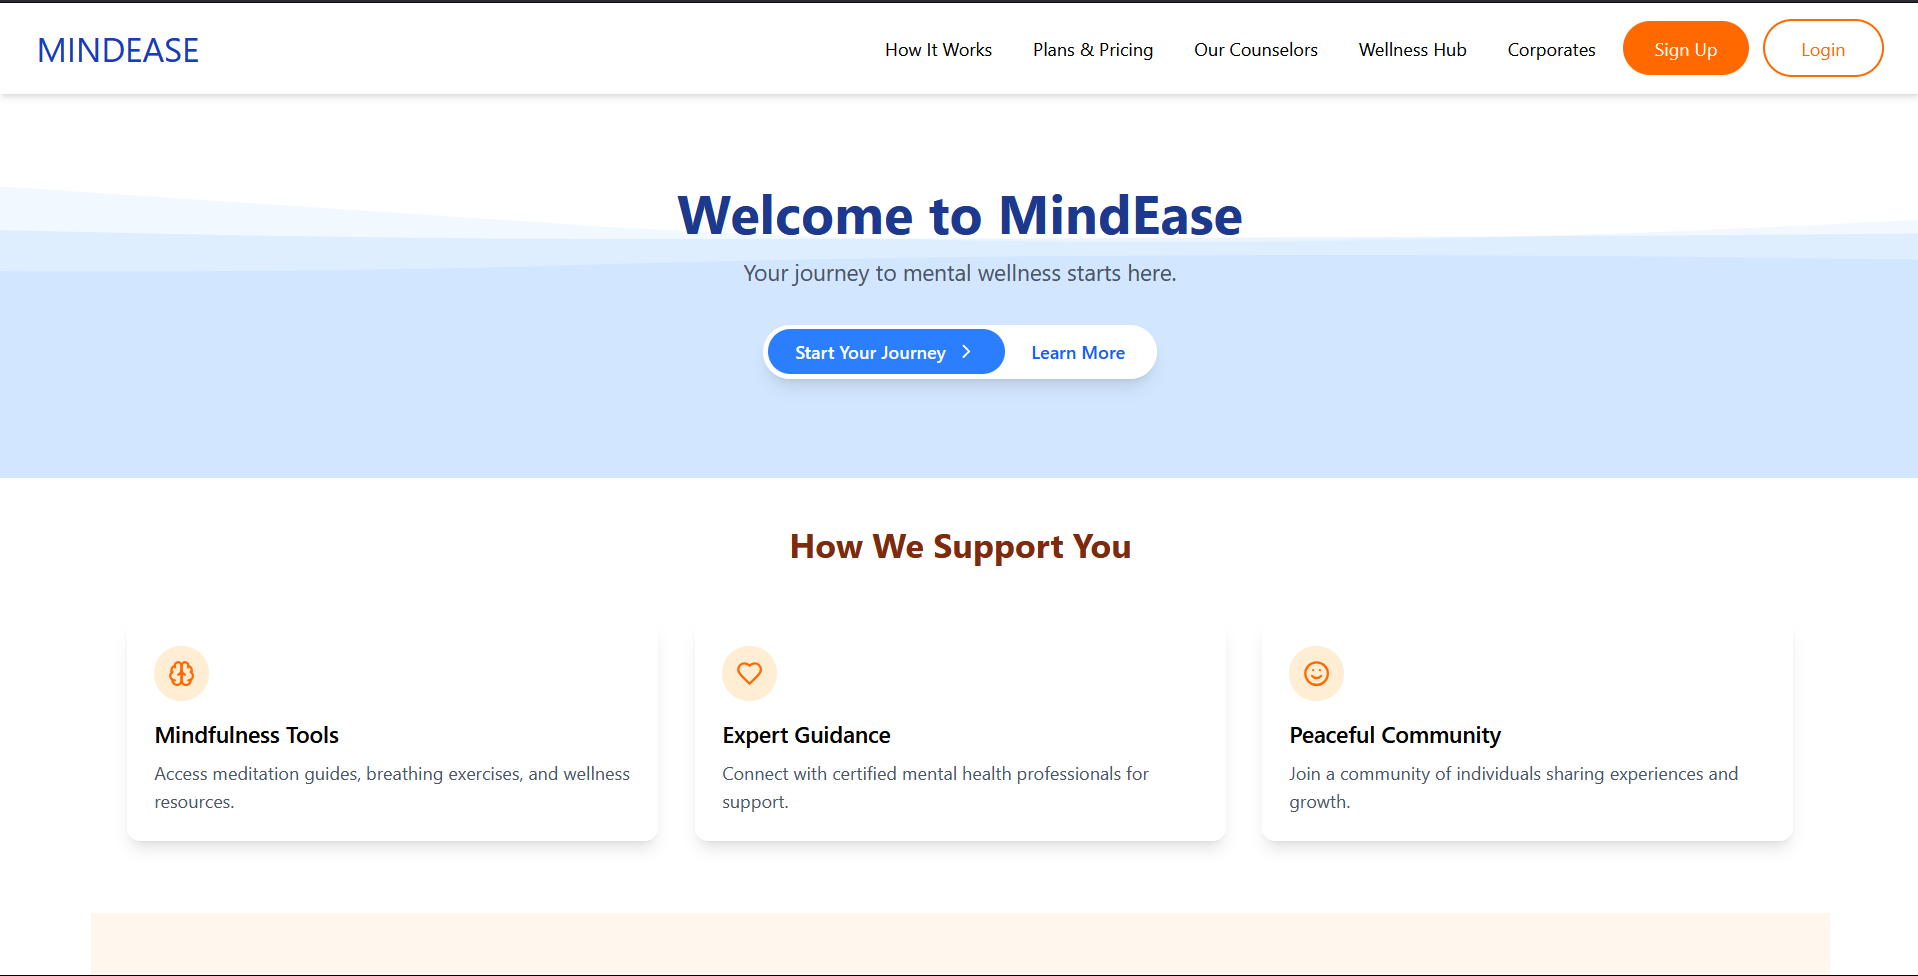 MINDEASE
How It Works
Plans & Pricing
Our Counselors
Wellness Hub
Corporates
Sign Up
Login
Welcome to MindEase
Your journey to mental wellness starts here.
Start Your Journey
Learn More
How We Support You
Mindfulness Tools
Access meditation guides, breathing exercises, and wellness
resources.
Expert Guidance
Connect with certified mental health professionals for
support.
Peaceful Community
Join a community of individuals sharing experiences and
growth.